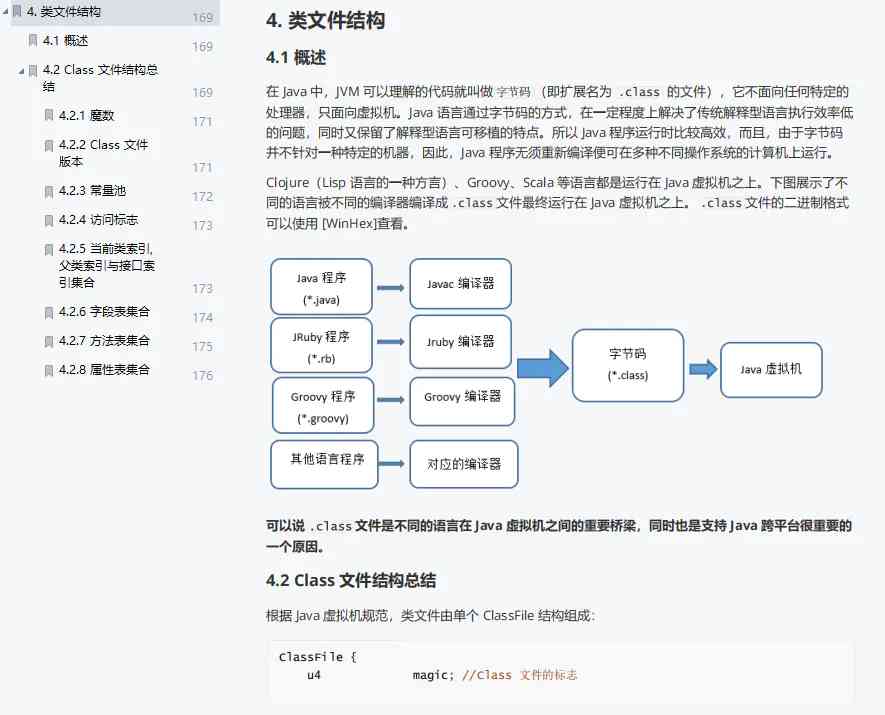 4. 类文件结构
169
4.1 概述
169
4.2 Class 文件结构总
结
169
4.2.1 魔数
171
4.2.2 Class 文件
版本
171
4.2.3 常量池
172
4.2.4 访问标志
173
4.2.5 当前类索引,
父类索引与接口索
引集合
173
4.2.6 字段表集合
174
4.2.7 方法表集合
175
4.2.8 属性表集合
176
4. 类文件结构
4.1 概述
在 Java 中，JVM 可以理解的代码就叫做 字节码 （即扩展名为 .class 的文件），它不面向任何特定的
处理器，只面向虚拟机。Java 语言通过字节码的方式，在一定程度上解决了传统解释型语言执行效率低
的问题，同时又保留了解释型语言可移植的特点。所以 Java 程序运行时比较高效，而且，由于字节码
并不针对一种特定的机器，因此，Java 程序无须重新编译便可在多种不同操作系统的计算机上运行。
Clojure（Lisp 语言的一种方言）、Groovy、Scala 等语言都是运行在 Java 虚拟机之上。下图展示了不
同的语言被不同的编译器编译成 .class 文件最终运行在 Java 虚拟机之上。 .class 文件的二进制格式
可以使用 [WinHex]查看。
Java 程序
(*.java)
Javac 编译器
JRuby 程序
(*.rb)
Jruby 编译器
Groovy 程序
(*.groovy)
Groovy 编译器
其他语言程序
对应的编译器
字节码
(*.class)
Java 虚拟机
可以说 .class 文件是不同的语言在 Java 虚拟机之间的重要桥梁，同时也是支持 Java 跨平台很重要的
一个原因。
4.2 Class 文件结构总结
根据 Java 虚拟机规范，类文件由单个 ClassFile 结构组成：
ClassFile {
u4 magic; //Class 文件的标志